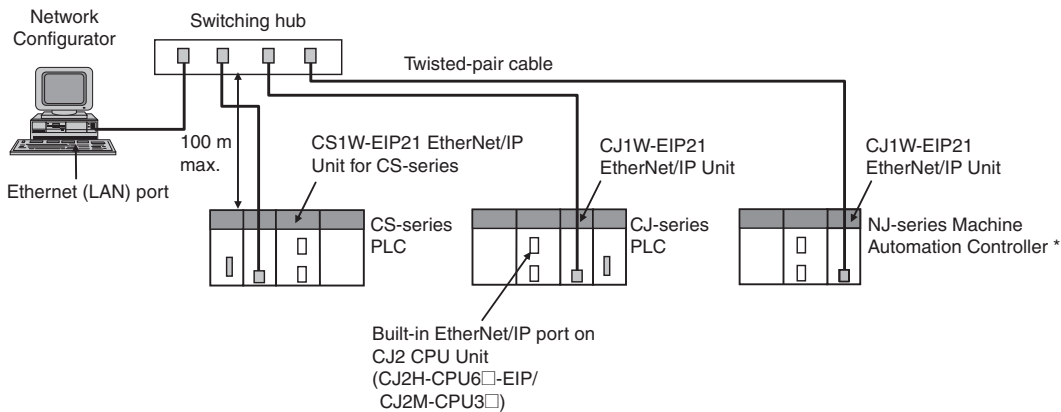 Network
Configurator
Switching hub
Twisted-pair cable
100 m
max.
Ethernet (LAN) port
CS1W-EIP21 EtherNet/IP
Unit for CS-series
CJ1W-EIP21
EtherNet/IP Unit
CJ1W-EIP21
EtherNet/IP Unit
CS-series
PLC
CJ-series
PLC
NJ-series Machine
Automation Controller *
Built-in EtherNet/IP port on
CJ2 CPU Unit
(CJ2H-CPU6□-EIP/
CJ2M-CPU3□)